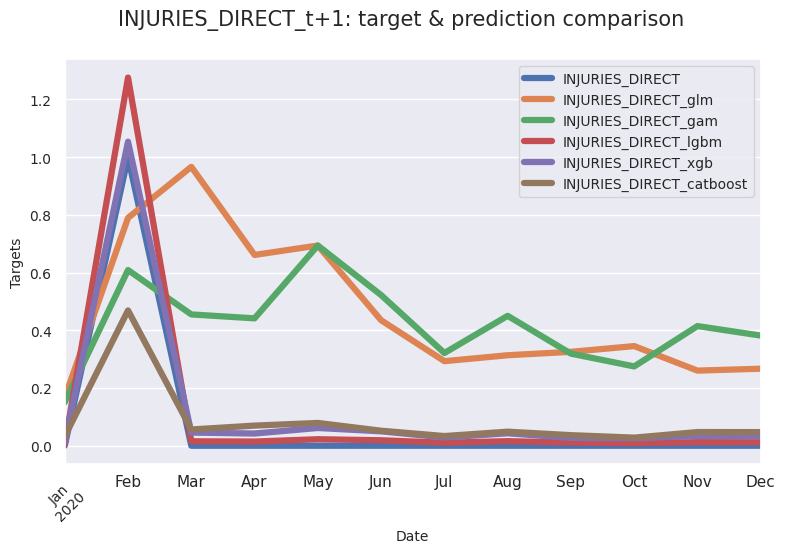 INJURIES_DIRECT_t+1: target & prediction comparison
INJURIES_DIRECT
INJURIES_DIRECT_glm
INJURIES_DIRECT_gam
INJURIES_DIRECT_lgbm
INJURIES_DIRECT_xgb
INJURIES_DIRECT_catboost
Targets
1.2
1.0
0.8
0.6
0.4
0.2
0.0
Jan
2020
Feb
Mar
Apr
May
Jun
Jul
Aug
Sep
Oct
Nov
Dec
Date